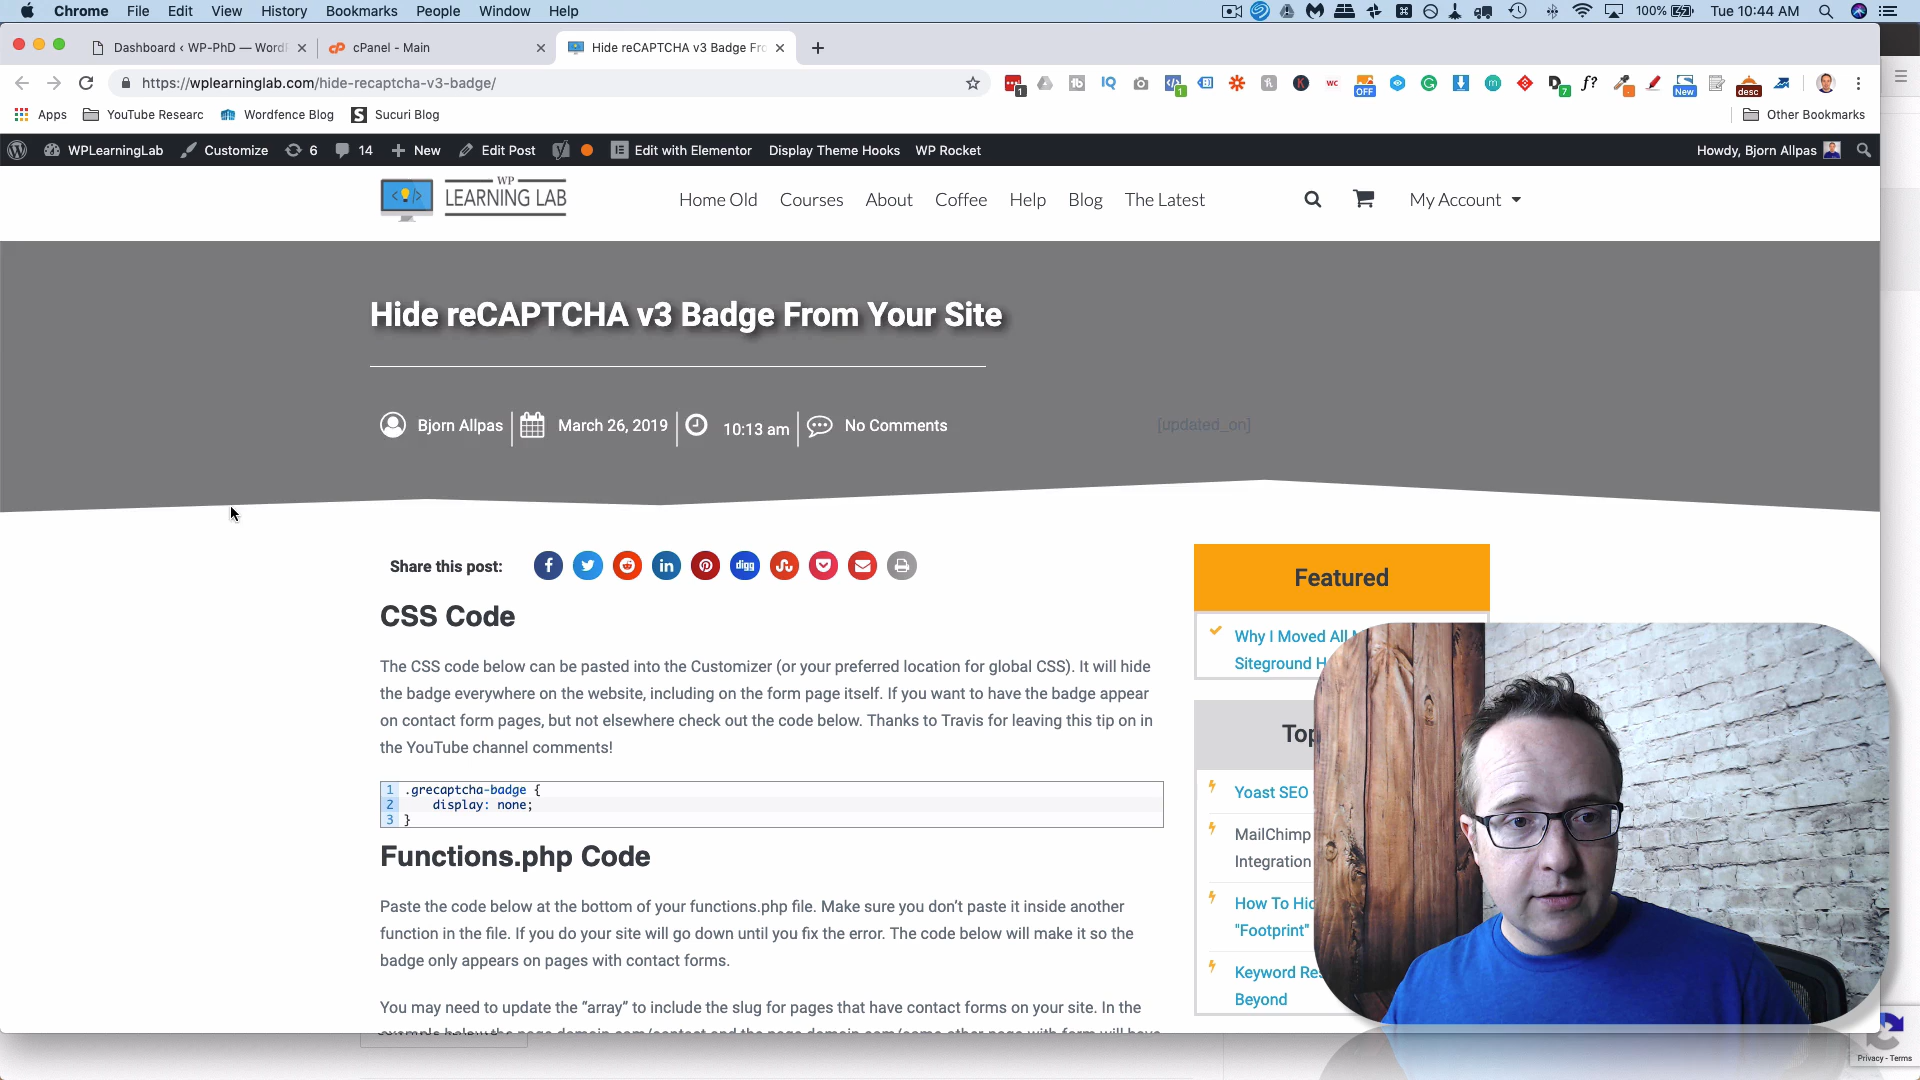 Chrome File Edit View History Bookmarks People Window Help 100% Tue 10:44 AM
Dashboard ‹ WP-PhD — Word
cPanel - Main
Hide reCAPTCHA v3 Badge Fro
https://wplearninglab.com/hide-recaptcha-v3-badge/
Apps YouTube Researc Wordfence Blog Sucuri Blog Other Bookmarks
WPLearningLab Customize 6 14 New Edit Post Edit with Elementor Display Theme Hooks WP Rocket Howdy, Bjorn Allpas
WP
LEARNING LAB
Home Old Courses About Coffee Help Blog The Latest My Account
Hide reCAPTCHA v3 Badge From Your Site
Bjorn Allpas March 26, 2019 10:13 am No Comments [updated_on]
Share this post:
digg
CSS Code
The CSS code below can be pasted into the Customizer (or your preferred location for global CSS). It will hide
the badge everywhere on the website, including on the form page itself. If you want to have the badge appear
on contact form pages, but not elsewhere check out the code below. Thanks to Travis for leaving this tip on in
the YouTube channel comments!
1 .grecaptcha-badge {
2 display: none;
3 }
Functions.php Code
Paste the code below at the bottom of your functions.php file. Make sure you don’t paste it inside another
function in the file. If you do your site will go down until you fix the error. The code below will make it so the
badge only appears on pages with contact forms.
You may need to update the “array” to include the slug for pages that have contact forms on your site. In the
Featured
Why I Moved All
Siteground H
Top
Yoast SEO
MailChimp
Integration
How To Hid
"Footprint"
Keyword Res
Beyond
Privacy - Terms